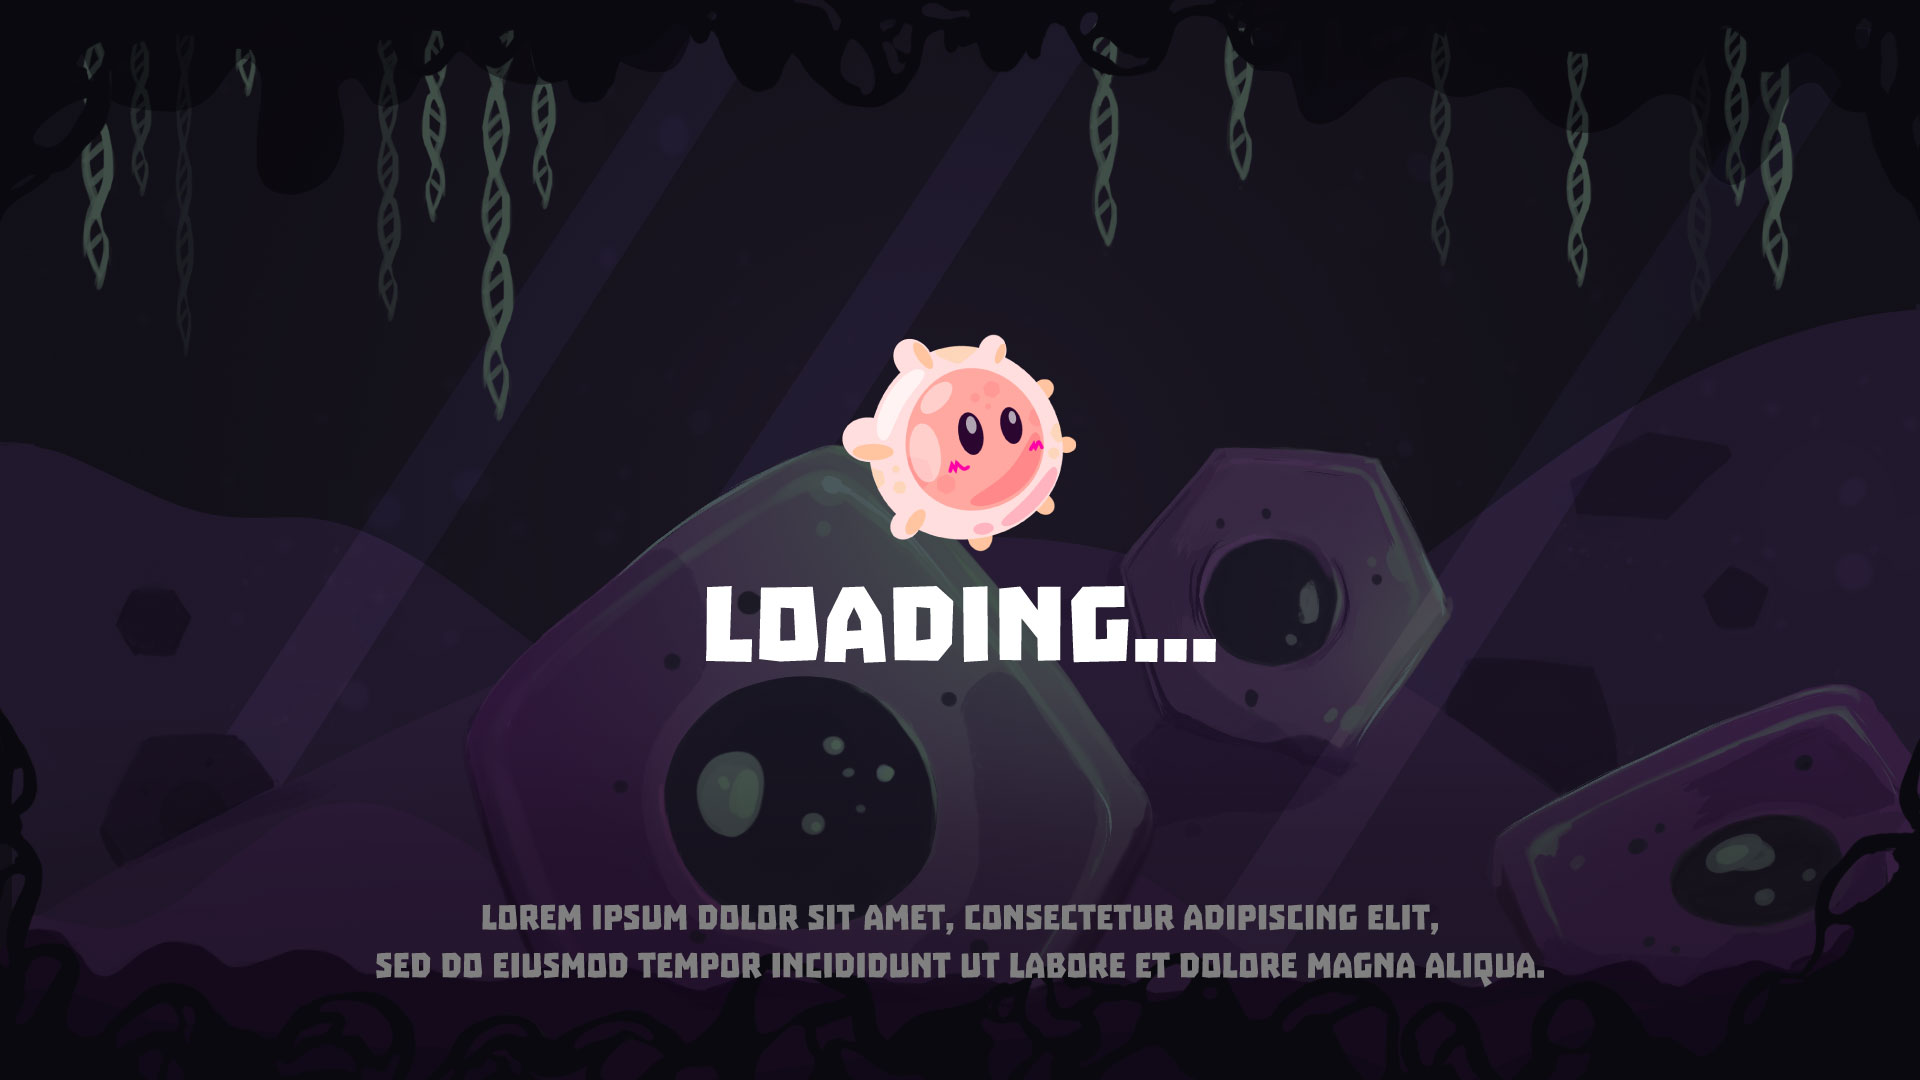 LOADING...
LOREM IPSUM DOLOR SIT AMET, CONSECTETUR ADIPISCING ELIT,
SED DO EIUSMOD TEMPOR INCIDIDUNT UT LABORE ET DOLORE MAGNA ALIQUA.